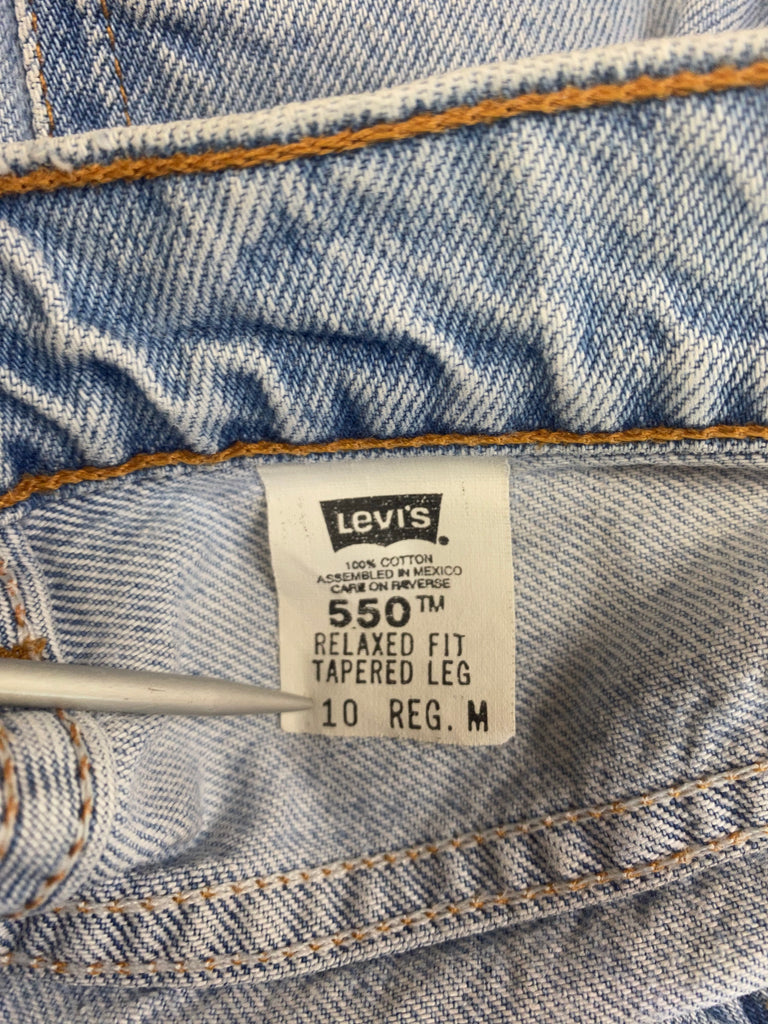 Levi's®
100% COTTON
ASSEMBLED IN MEXICO
CARE ON REVERSE
550™
RELAXED FIT
TAPERED LEG
10 REG. M